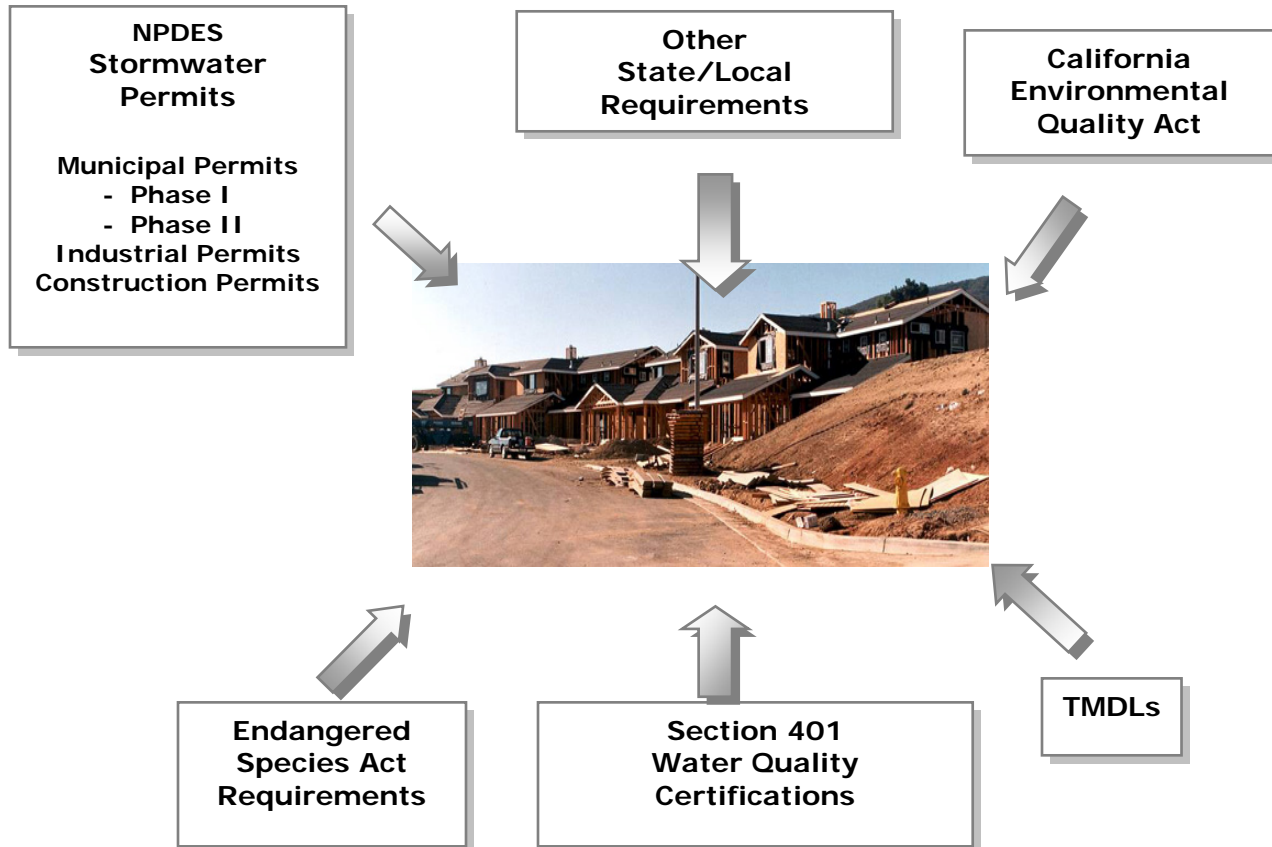 NPDES
Stormwater
Permits
Municipal Permits
- Phase I
- Phase II
Industrial Permits
Construction Permits
Other
State/Local
Requirements
California
Environmental
Quality Act
Endangered
Species Act
Requirements
Section 401
Water Quality
Certifications
TMDLs